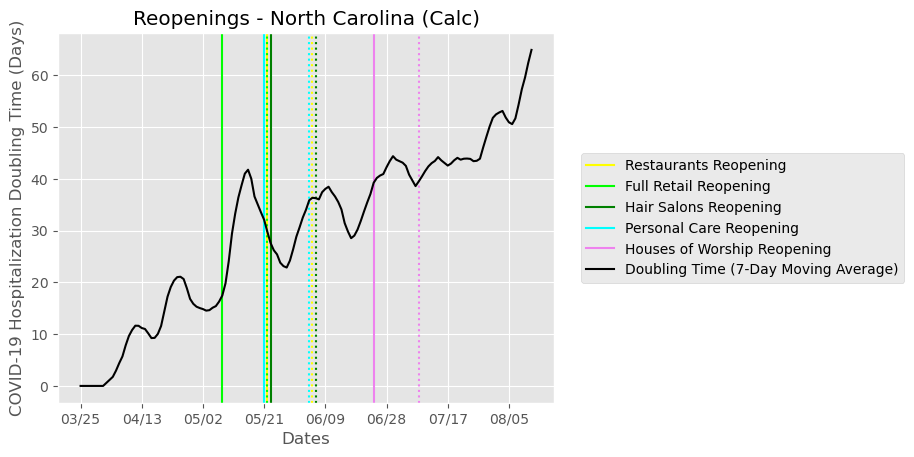 Reopenings - North Carolina (Calc)
COVID-19 Hospitalization Doubling Time (Days)
60
50
40
30
20
10
0
03/25 04/13 05/02 05/21 06/09 06/28 07/17 08/05
Dates
Restaurants Reopening
Full Retail Reopening
Hair Salons Reopening
Personal Care Reopening
Houses of Worship Reopening
Doubling Time (7-Day Moving Average)